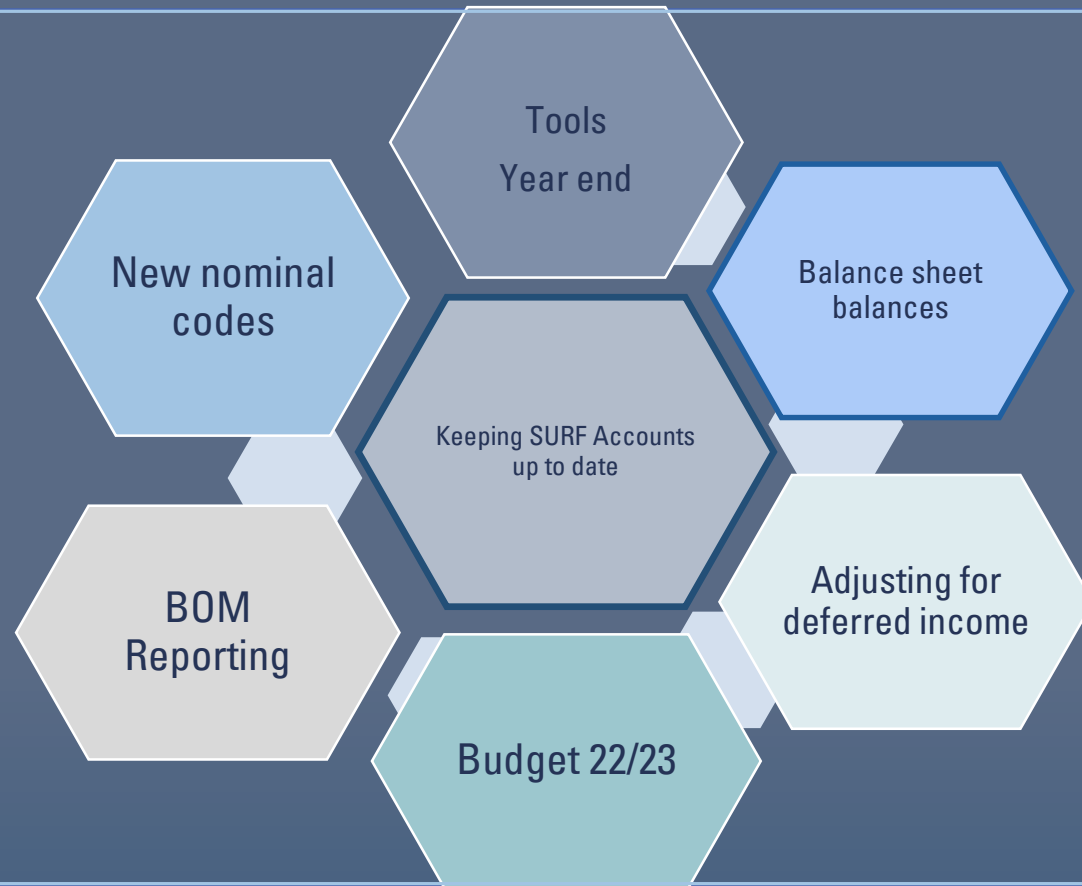 Tools
Year end
New nominal
codes
Balance sheet
balances
Keeping SURF Accounts
up to date
BOM
Reporting
Adjusting for
deferred income
Budget 22/23